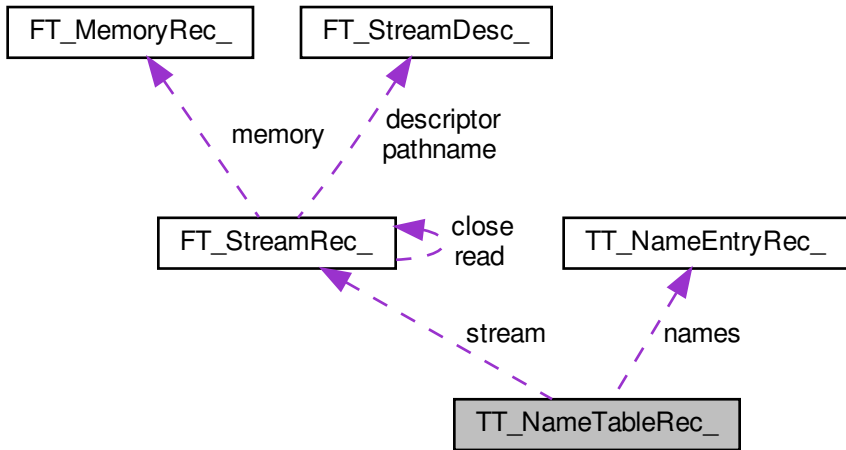 FT_MemoryRec_
FT_StreamDesc_
memory
descriptor
pathname
FT_StreamRec_
close
read
TT_NameEntryRec_
stream
names
TT_NameTableRec_